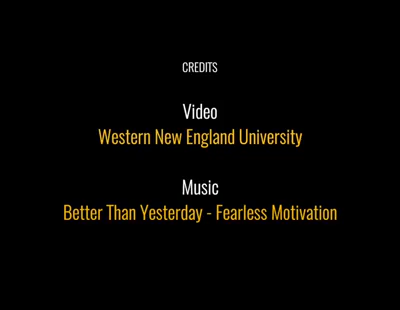 CREDITS
Video
Western New England University
Music
Better Than Yesterday - Fearless Motivation